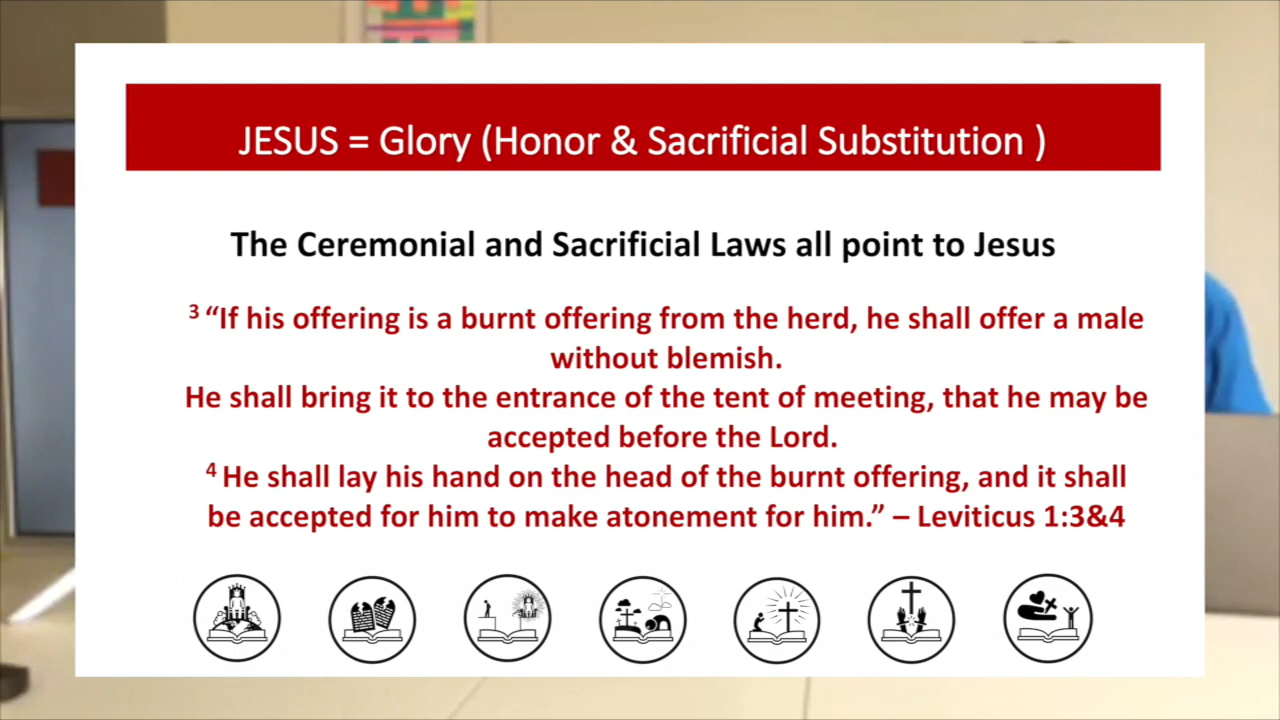 JESUS = Glory (Honor & Sacrificial Substitution )
The Ceremonial and Sacrificial Laws all point to Jesus
3 “If his offering is a burnt offering from the herd, he shall offer a male
without blemish.
He shall bring it to the entrance of the tent of meeting, that he may be
accepted before the Lord.
4 He shall lay his hand on the head of the burnt offering, and it shall
be accepted for him to make atonement for him.” – Leviticus 1:3&4